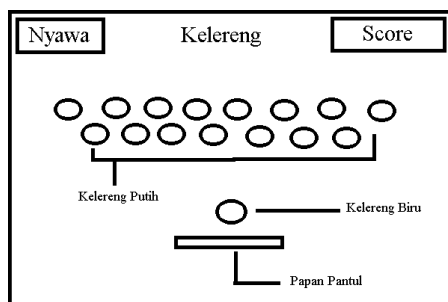 Nyawa
Kelereng
Score
Kelereng Putih
Kelereng Biru
Papan Pantul